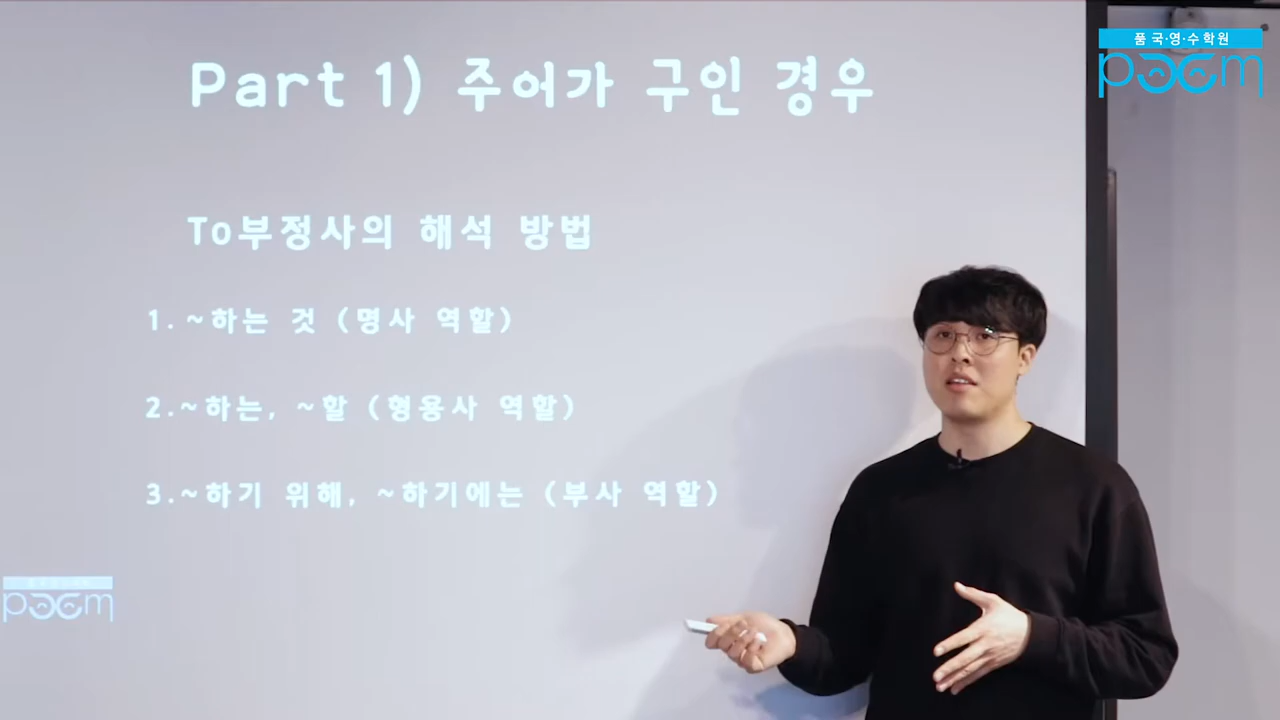 Part 1) 주어가 구인 경우
To부정사의 해석 방법
1.~하는 것 (명사 역할)
2.~하는, ~할 (형용사 역할)
3.~하기 위해, ~하기에는 (부사 역할)
품 국·영·수 학원
poem
poem